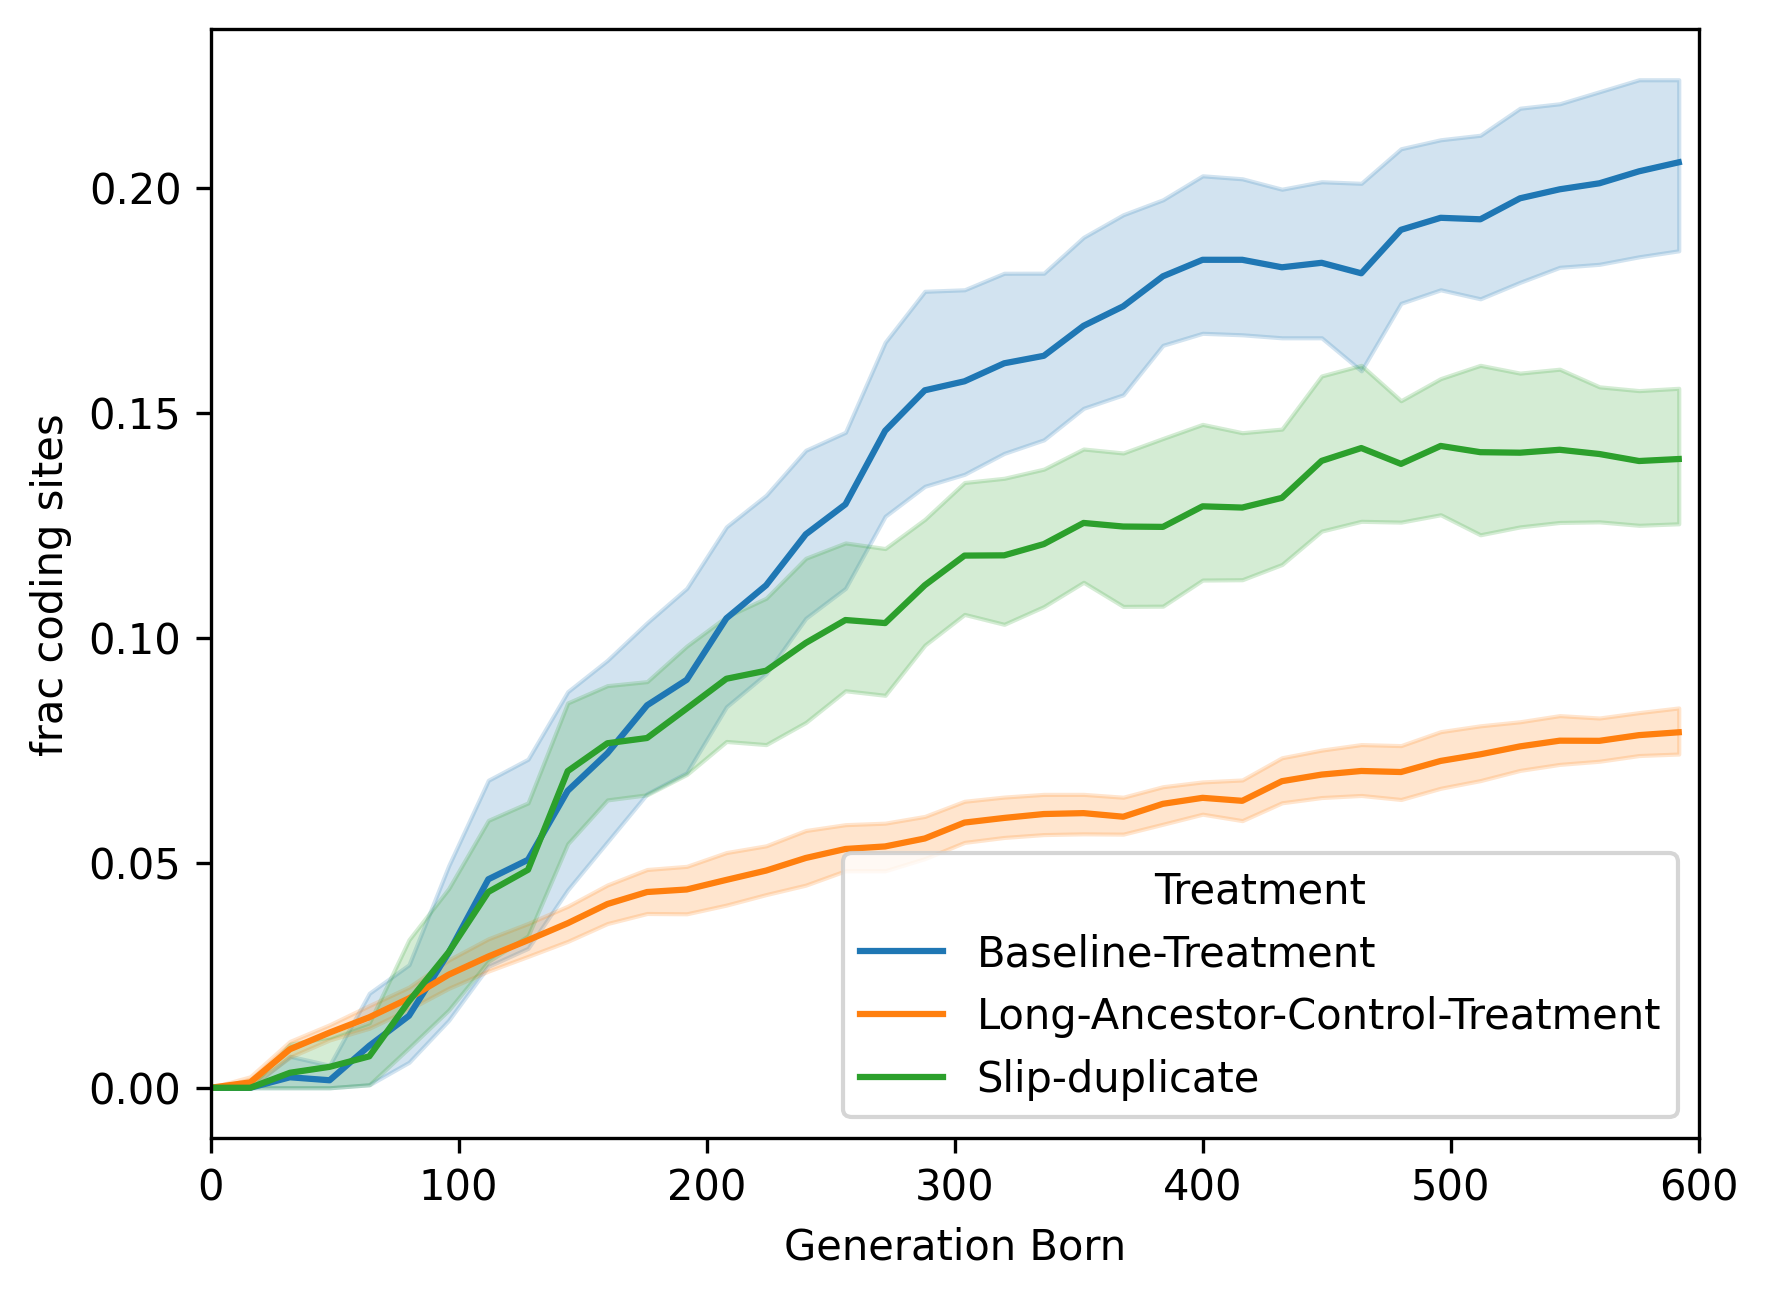 frac coding sites
0.20
0.15
0.10
0.05
0.00
0 100 200 300 400 500 600
Generation Born
Treatment
Baseline-Treatment
Long-Ancestor-Control-Treatment
Slip-duplicate